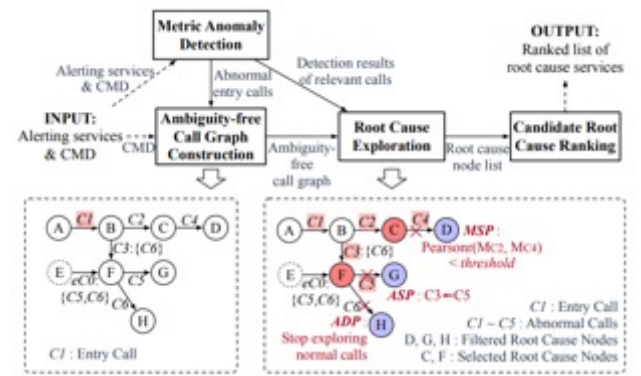 Metric Anomaly
Detection
OUTPUT:
Ranked list of
root cause services
Alerting services
& CMD
Abnormal
entry calls
Detection results
of relevant calls
INPUT:
Alerting services
& CMD
CMD
Ambiguity-free
Call Graph
Construction
Ambiguity-
free
call graph
Root Cause
Exploration
Root cause
node list
Candidate Root
Cause Ranking
A
C1
B
C2
C
C4
D
C3:{C6}
E
eC0:
{C5,C6}
F
C5
G
C6
H
C1 : Entry Call
A
C1
B
C2
C
C4
D
MSP :
Pearsonr(MC2, MC4)
< threshold
C3:{C6}
E
eC0:
{C5,C6}
F
C5
G
ASP : C3⇌C5
C6
H
ADP :
Stop exploring
normal calls
C1 : Entry Call
C1 ~ C5 : Abnormal Calls
D, G, H : Filtered Root Cause Nodes
C, F : Selected Root Cause Nodes